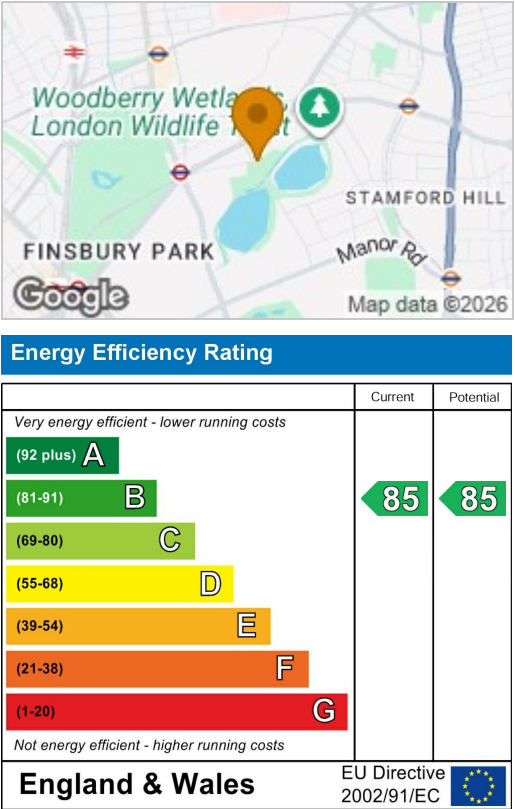 Woodberry Wetlands,
London Wildlife Trust
STAMFORD HILL
Manor Rd
FINSBURY PARK
Google
Map data ©2026
Energy Efficiency Rating
Current Potential
Very energy efficient - lower running costs
(92 plus) A
(81-91) B 85 85
(69-80) C
(55-68) D
(39-54) E
(21-38) F
(1-20) G
Not energy efficient - higher running costs
England & Wales
EU Directive
2002/91/EC